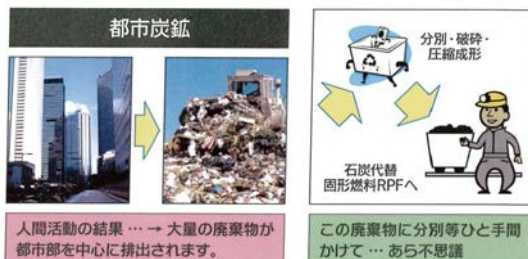 都市炭鉱
分別・破砕・
圧縮成形
石炭代替
固形燃料RPFへ
人間活動の結果 … → 大量の廃棄物が
都市部を中心に排出されます。
この廃棄物に分別等ひと手間
かけて … あら不思議